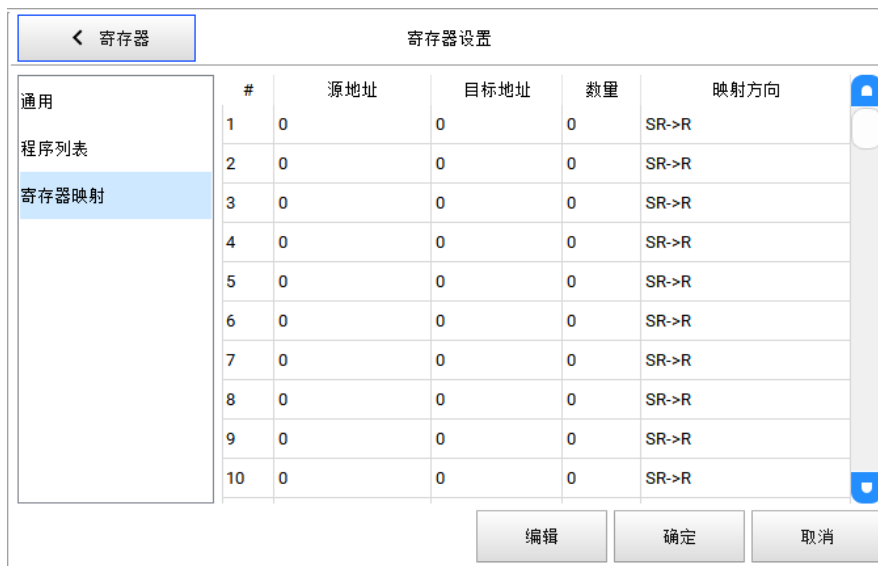 寄存器
寄存器设置
通用
程序列表
寄存器映射
# 源地址 目标地址 数量 映射方向
1 0 0 0 SR->R
2 0 0 0 SR->R
3 0 0 0 SR->R
4 0 0 0 SR->R
5 0 0 0 SR->R
6 0 0 0 SR->R
7 0 0 0 SR->R
8 0 0 0 SR->R
9 0 0 0 SR->R
10 0 0 0 SR->R
编辑 确定 取消